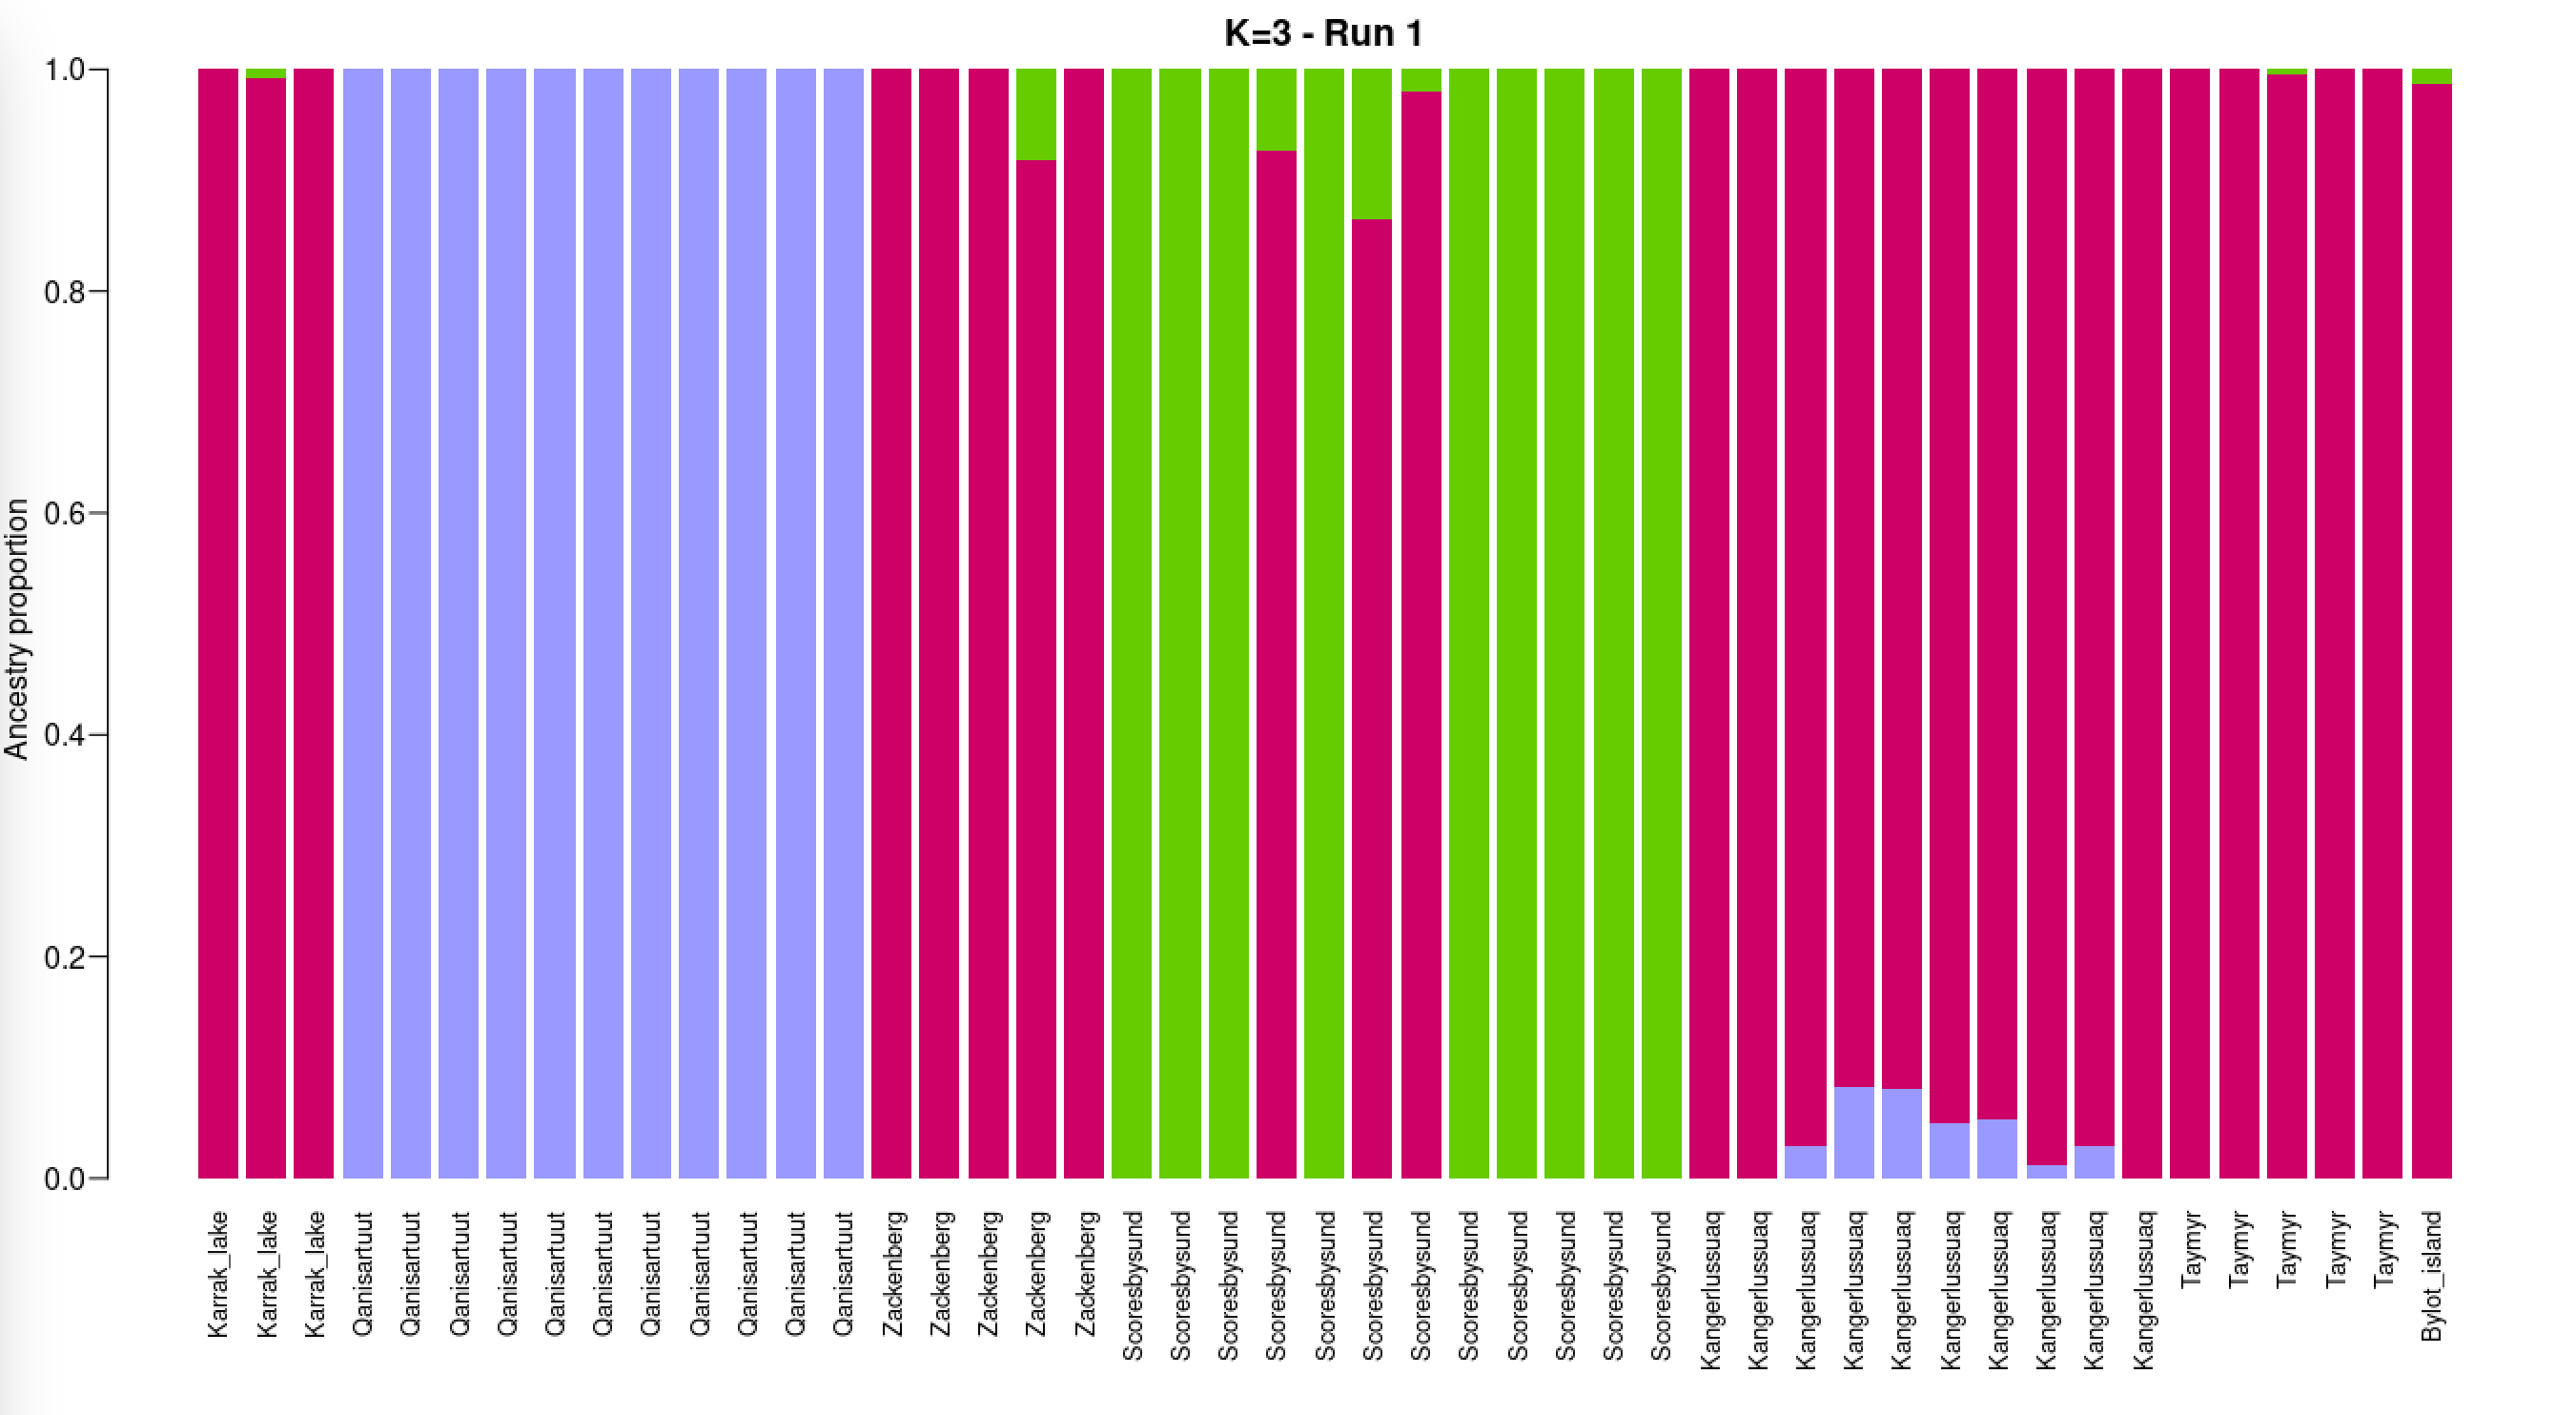 K=3 - Run 1
Ancestry proportion
1.0
0.8
0.6
0.4
0.2
0.0
Karrak_lake
Karrak_lake
Karrak_lake
Qanisartuut
Qanisartuut
Qanisartuut
Qanisartuut
Qanisartuut
Qanisartuut
Qanisartuut
Qanisartuut
Qanisartuut
Qanisartuut
Qanisartuut
Zackenberg
Zackenberg
Zackenberg
Zackenberg
Zackenberg
Scoresbysund
Scoresbysund
Scoresbysund
Scoresbysund
Scoresbysund
Scoresbysund
Scoresbysund
Scoresbysund
Scoresbysund
Scoresbysund
Scoresbysund
Scoresbysund
Kangerlussuaq
Kangerlussuaq
Kangerlussuaq
Kangerlussuaq
Kangerlussuaq
Kangerlussuaq
Kangerlussuaq
Kangerlussuaq
Kangerlussuaq
Kangerlussuaq
Taymyr
Taymyr
Taymyr
Taymyr
Taymyr
Bylot_island